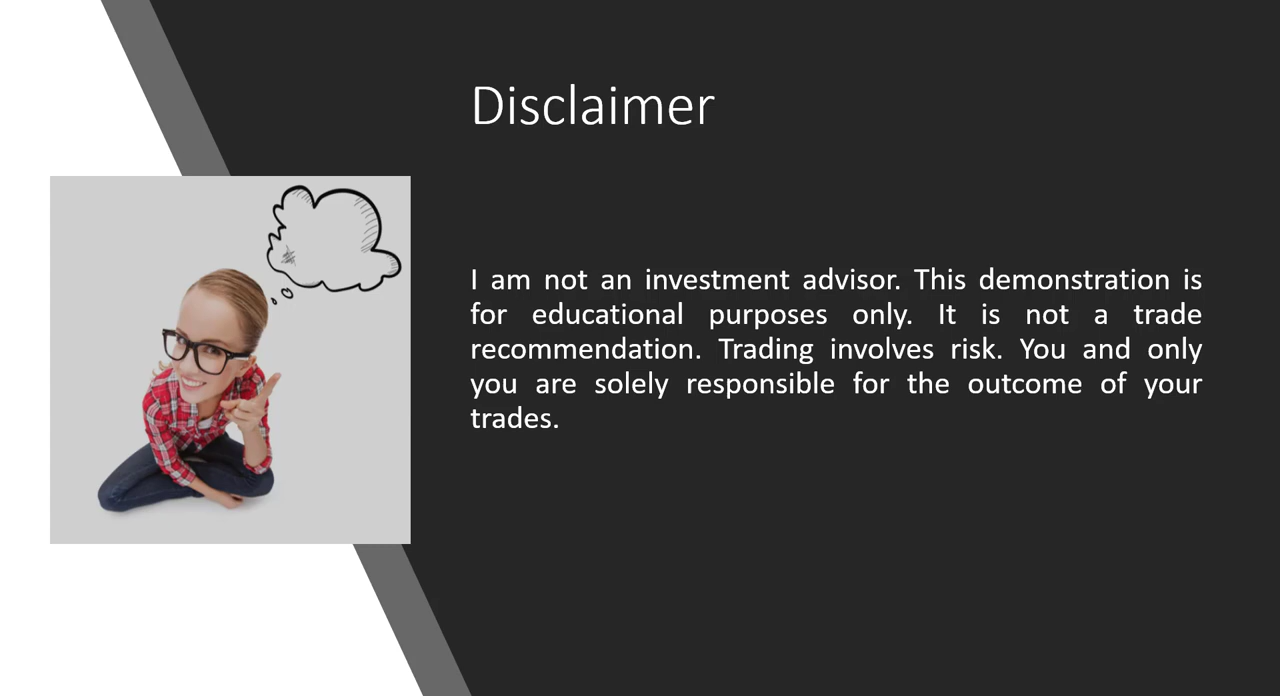 Disclaimer
I am not an investment advisor. This demonstration is
for educational purposes only. It is not a trade
recommendation. Trading involves risk. You and only
you are solely responsible for the outcome of your
trades.